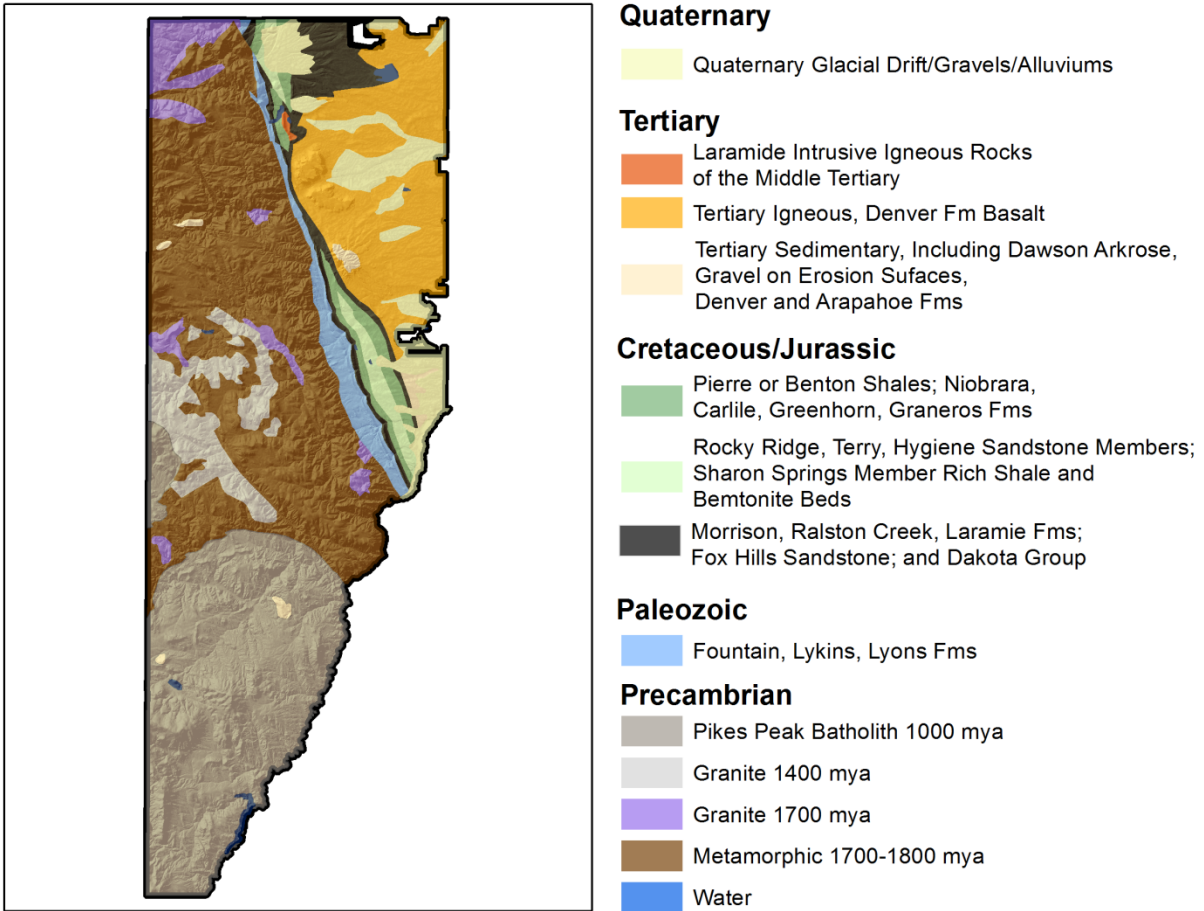 Quaternary
Quaternary Glacial Drift/Gravels/Alluviums
Tertiary
Laramide Intrusive Igneous Rocks
of the Middle Tertiary
Tertiary Igneous, Denver Fm Basalt
Tertiary Sedimentary, Including Dawson Arkrose,
Gravel on Erosion Sufaces,
Denver and Arapahoe Fms
Cretaceous/Jurassic
Pierre or Benton Shales; Niobrara,
Carlile, Greenhorn, Graneros Fms
Rocky Ridge, Terry, Hygiene Sandstone Members;
Sharon Springs Member Rich Shale and
Bemtonite Beds
Morrison, Ralston Creek, Laramie Fms;
Fox Hills Sandstone; and Dakota Group
Paleozoic
Fountain, Lykins, Lyons Fms
Precambrian
Pikes Peak Batholith 1000 mya
Granite 1400 mya
Granite 1700 mya
Metamorphic 1700-1800 mya
Water